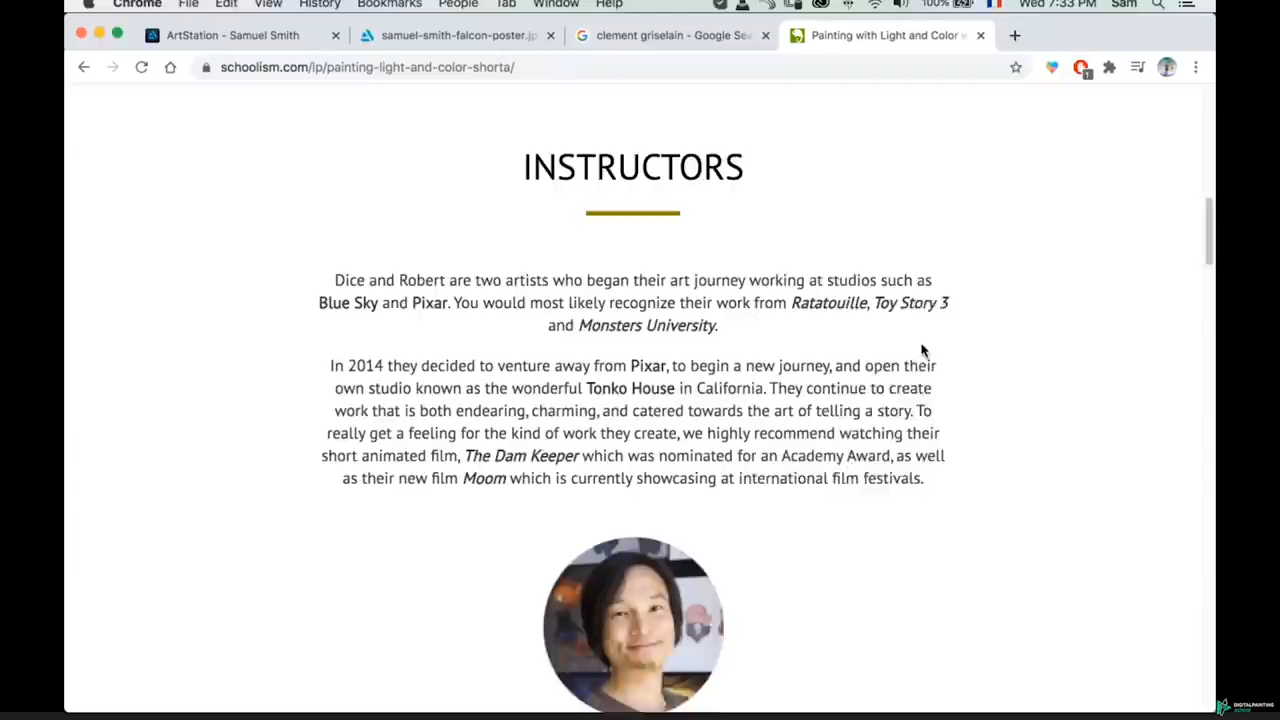 Chrome File Edit View History Bookmarks People Tab Window Help 100% Wed 7:33 PM Sam
ArtStation - Samuel Smith
samuel-smith-falcon-poster.jp
clement griselain - Google Sea
Painting with Light and Color w
schoolism.com/lp/painting-light-and-color-shorta/
1
INSTRUCTORS
Dice and Robert are two artists who began their art journey working at studios such as
Blue Sky and Pixar. You would most likely recognize their work from Ratatouille, Toy Story 3
and Monsters University.
In 2014 they decided to venture away from Pixar, to begin a new journey, and open their
own studio known as the wonderful Tonko House in California. They continue to create
work that is both endearing, charming, and catered towards the art of telling a story. To
really get a feeling for the kind of work they create, we highly recommend watching their
short animated film, The Dam Keeper which was nominated for an Academy Award, as well
as their new film Moom which is currently showcasing at international film festivals.
DIGITALPAINTING
School